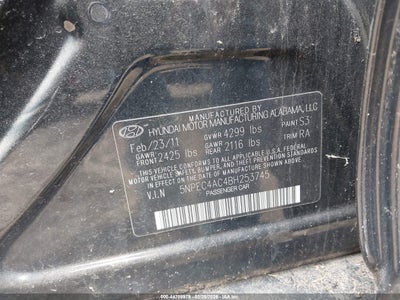 MANUFACTURED BY
HYUNDAI MOTOR MANUFACTURING ALABAMA, LLC
Feb/23/11 GVWR 4299 lbs PAINT S3
GAWR FRONT 2425 lbs GAWR REAR 2116 lbs TRIM RA
THIS VEHICLE CONFORMS TO ALL APPLICABLE U.S.A. FEDERAL
MOTOR VEHICLE SAFETY, BUMPER, AND THEFT PREVENTION
STANDARDS IN EFFECT ON THE DATE OF MANUFACTURE SHOWN ABOVE.
V.I.N 5NPEC4AC4BH253745
PASSENGER CAR